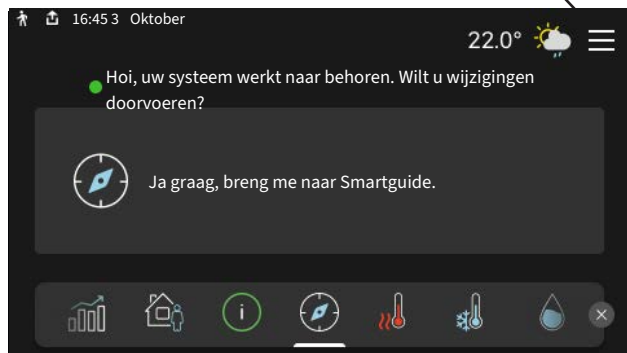 16:45 3 Oktober
22.0°
Hoi, uw systeem werkt naar behoren. Wilt u wijzigingen
doorvoeren?
Ja graag, breng me naar Smartguide.
i